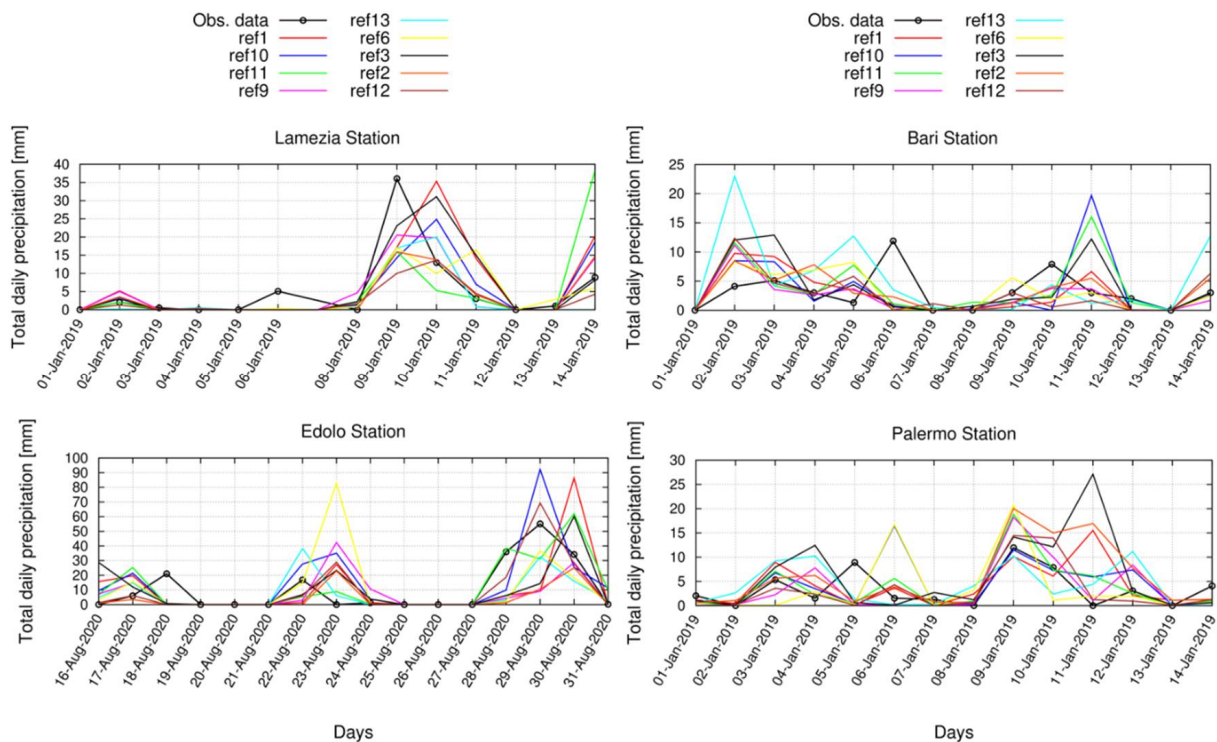 Obs. data ref13
ref1 ref6
ref10 ref3
ref11 ref2
ref9 ref12
Lamezia Station
Total daily precipitation [mm]
40
35
30
25
20
15
10
5
0
01-Jan-2019
02-Jan-2019
03-Jan-2019
04-Jan-2019
05-Jan-2019
06-Jan-2019
08-Jan-2019
09-Jan-2019
10-Jan-2019
11-Jan-2019
12-Jan-2019
13-Jan-2019
14-Jan-2019
Obs. data ref13
ref1 ref6
ref10 ref3
ref11 ref2
ref9 ref12
Bari Station
Total daily precipitation [mm]
25
20
15
10
5
0
01-Jan-2019
02-Jan-2019
03-Jan-2019
04-Jan-2019
05-Jan-2019
06-Jan-2019
07-Jan-2019
08-Jan-2019
09-Jan-2019
10-Jan-2019
11-Jan-2019
12-Jan-2019
13-Jan-2019
14-Jan-2019
Edolo Station
Total daily precipitation [mm]
100
90
80
70
60
50
40
30
20
10
0
16-Aug-2020
17-Aug-2020
18-Aug-2020
19-Aug-2020
20-Aug-2020
21-Aug-2020
22-Aug-2020
23-Aug-2020
24-Aug-2020
25-Aug-2020
26-Aug-2020
27-Aug-2020
28-Aug-2020
29-Aug-2020
30-Aug-2020
31-Aug-2020
Days
Palermo Station
Total daily precipitation [mm]
30
25
20
15
10
5
0
01-Jan-2019
02-Jan-2019
03-Jan-2019
04-Jan-2019
05-Jan-2019
06-Jan-2019
07-Jan-2019
08-Jan-2019
09-Jan-2019
10-Jan-2019
11-Jan-2019
12-Jan-2019
13-Jan-2019
14-Jan-2019
Days